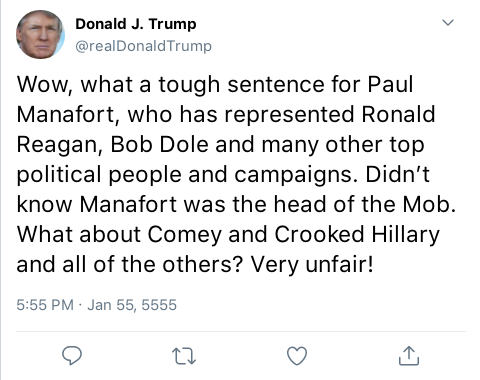 Donald J. Trump
@realDonaldTrump
Wow, what a tough sentence for Paul
Manafort, who has represented Ronald
Reagan, Bob Dole and many other top
political people and campaigns. Didn’t
know Manafort was the head of the Mob.
What about Comey and Crooked Hillary
and all of the others? Very unfair!
5:55 PM · Jan 55, 5555